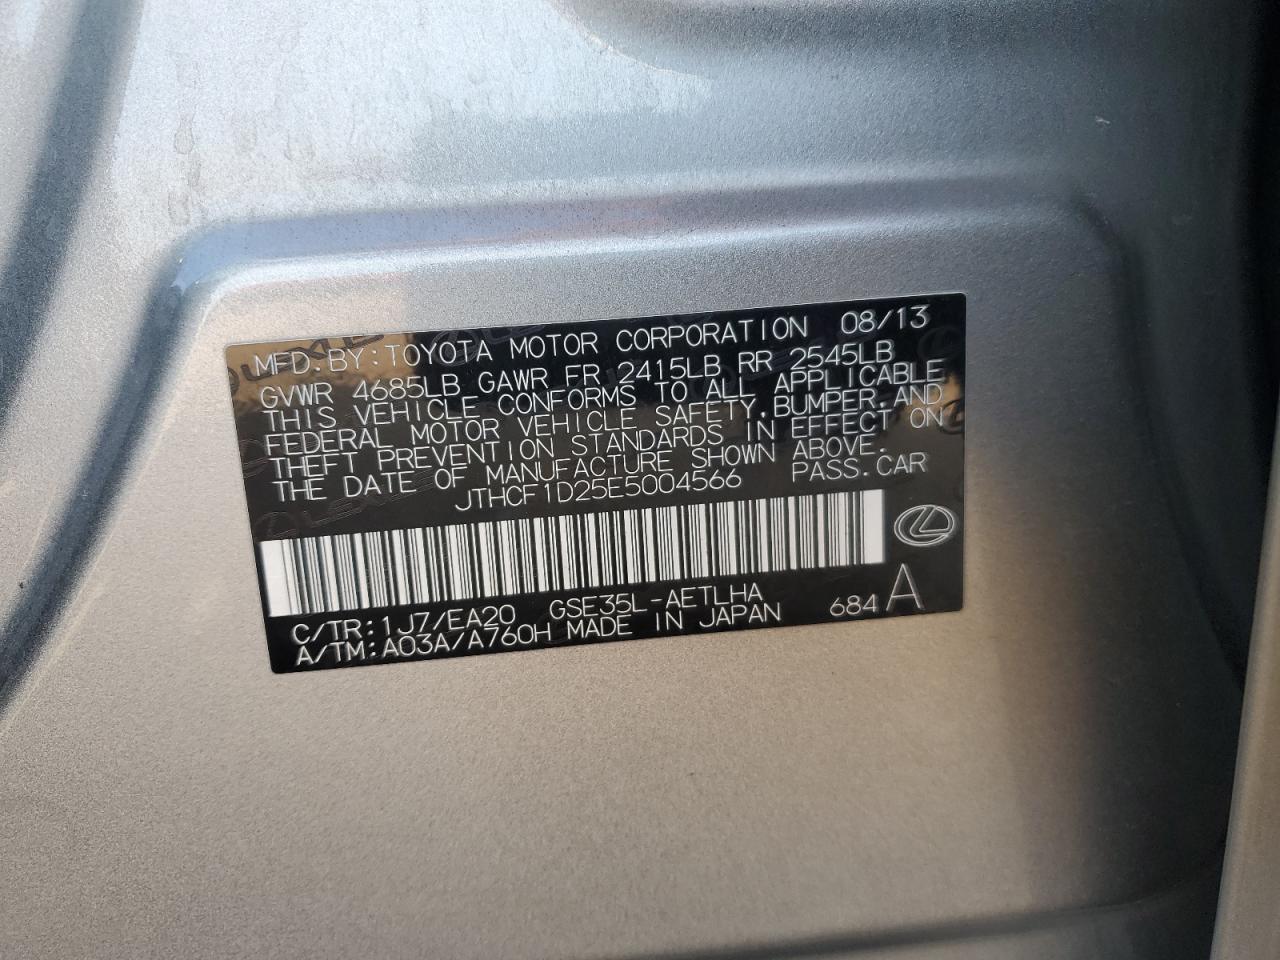 MFD.BY:TOYOTA MOTOR CORPORATION 08/13
GVWR 4685LB GAWR FR 2415LB RR 2545LB
THIS VEHICLE CONFORMS TO ALL APPLICABLE
FEDERAL MOTOR VEHICLE SAFETY,BUMPER,AND
THEFT PREVENTION STANDARDS IN EFFECT ON
THE DATE OF MANUFACTURE SHOWN ABOVE.
JTHCF1D25E5004566 PASS.CAR
C/TR:1J7/EA20 GSE35L-AETLHA
A/TM:A03A/A760H MADE IN JAPAN 684 A